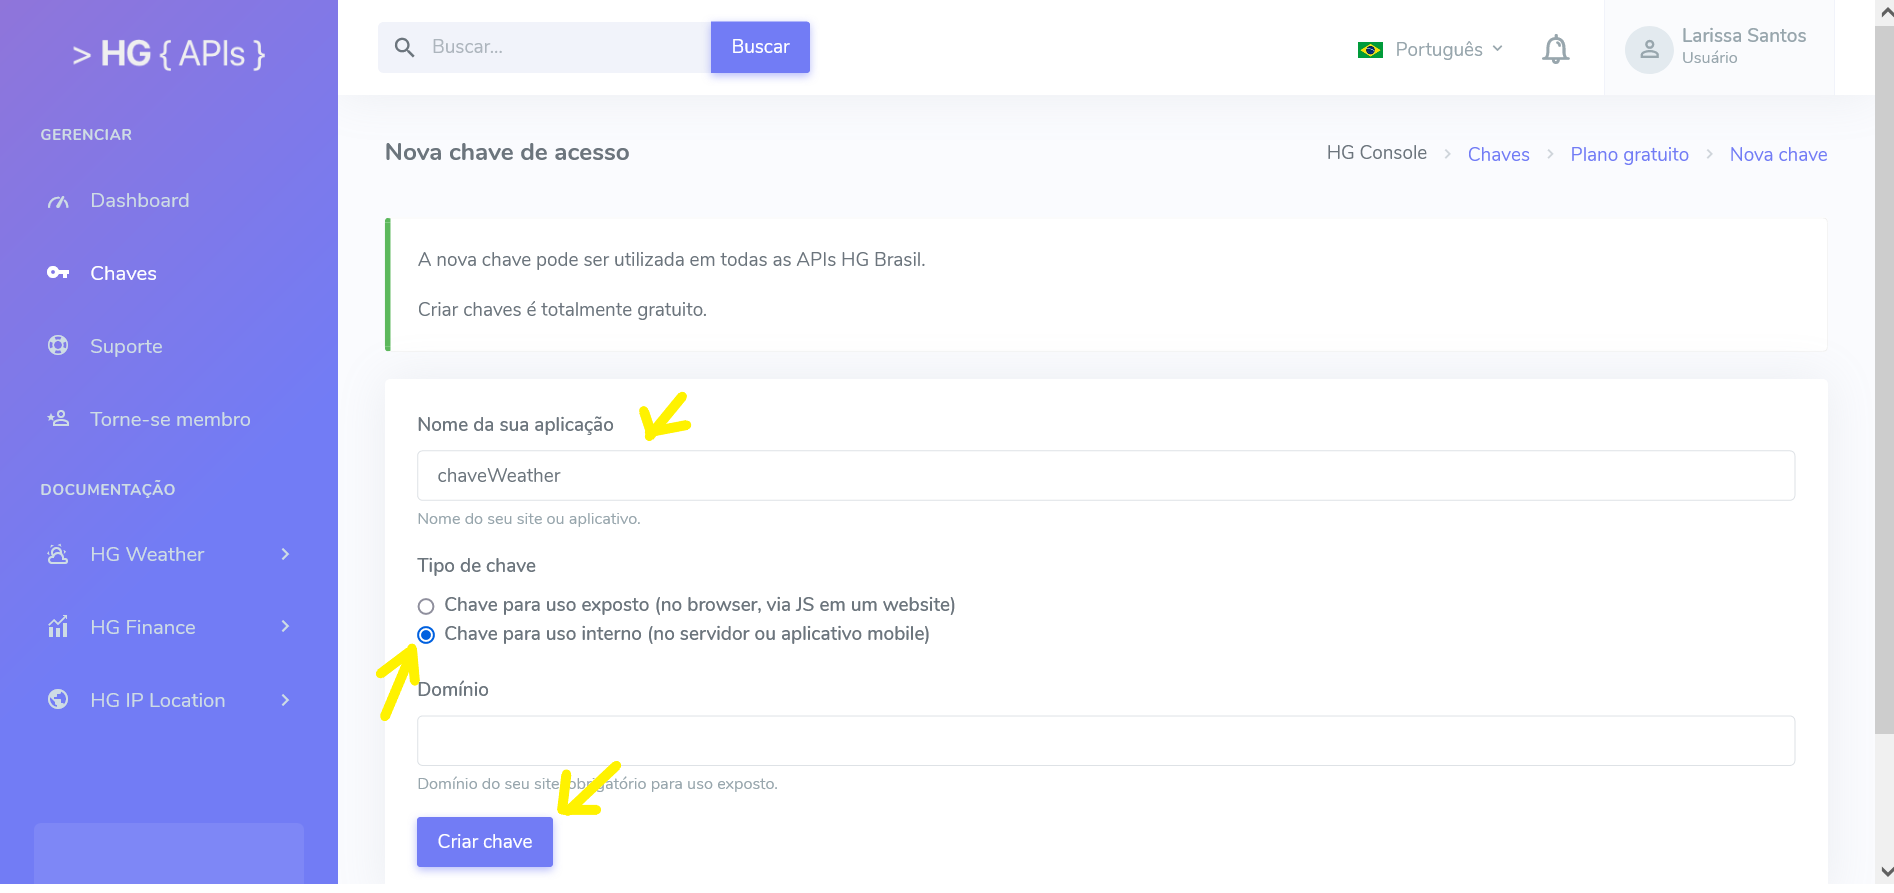 > HG { APIs }
Buscar...
Buscar
Português
Larissa Santos
Usuário
GERENCIAR
Dashboard
Chaves
Suporte
Torne-se membro
DOCUMENTAÇÃO
HG Weather
HG Finance
HG IP Location
Nova chave de acesso
HG Console > Chaves > Plano gratuito > Nova chave
A nova chave pode ser utilizada em todas as APIs HG Brasil.
Criar chaves é totalmente gratuito.
Nome da sua aplicação
chaveWeather
Nome do seu site ou aplicativo.
Tipo de chave
Chave para uso exposto (no browser, via JS em um website)
Chave para uso interno (no servidor ou aplicativo mobile)
Domínio
Domínio do seu site, obrigatório para uso exposto.
Criar chave